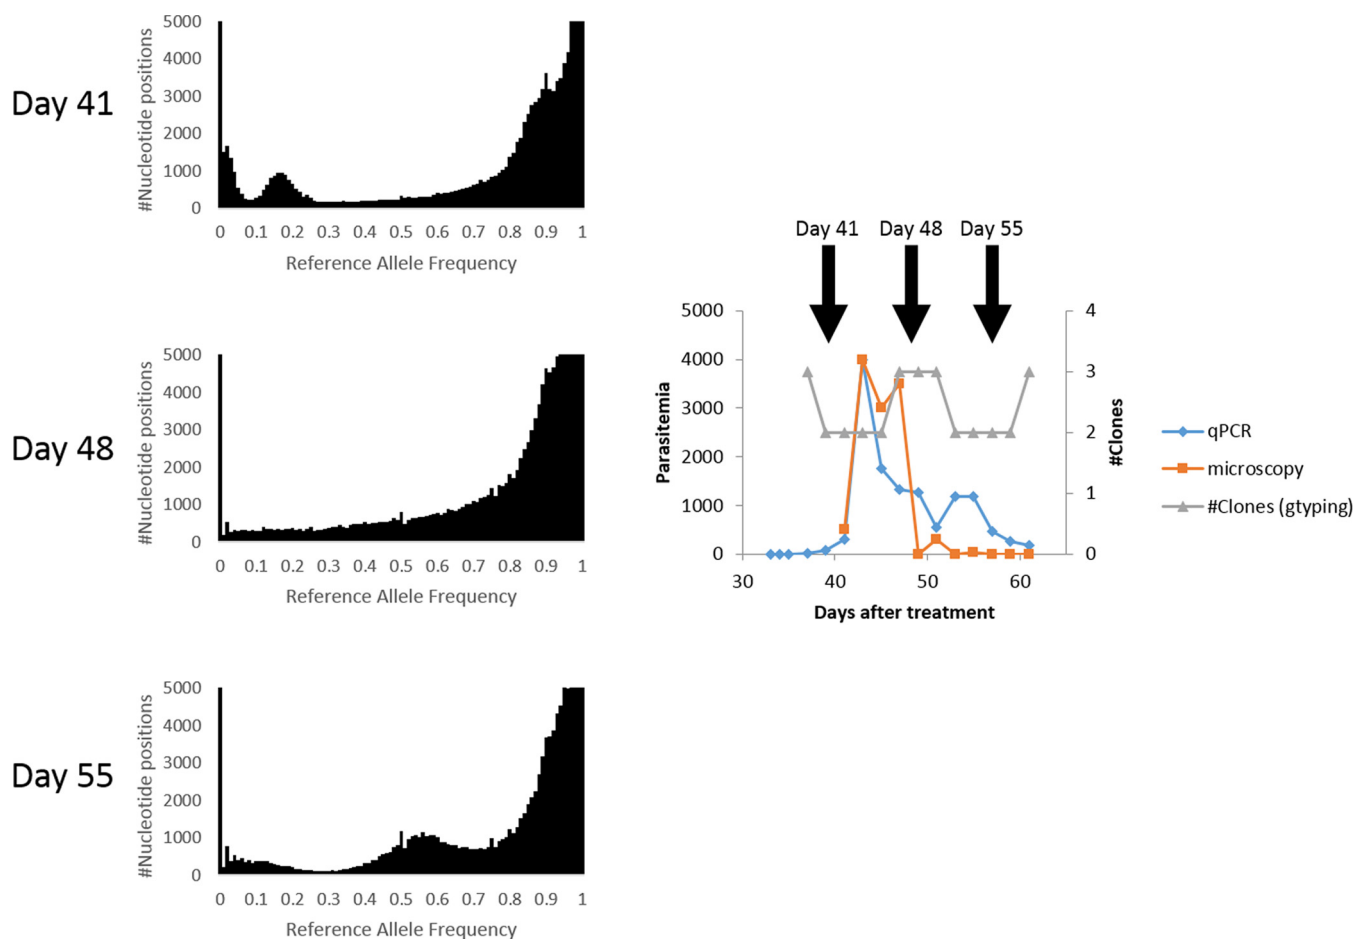 Day 41
#Nucleotide positions
5000
4000
3000
2000
1000
0
0 0.1 0.2 0.3 0.4 0.5 0.6 0.7 0.8 0.9 1
Reference Allele Frequency
Day 48
#Nucleotide positions
5000
4000
3000
2000
1000
0
0 0.1 0.2 0.3 0.4 0.5 0.6 0.7 0.8 0.9 1
Reference Allele Frequency
Day 55
#Nucleotide positions
5000
4000
3000
2000
1000
0
0 0.1 0.2 0.3 0.4 0.5 0.6 0.7 0.8 0.9 1
Reference Allele Frequency
Day 41 Day 48 Day 55
Parasitemia
5000
4000
3000
2000
1000
0
4
3
2
1
0
#Clones
30 40 50 60
Days after treatment
qPCR
microscopy
#Clones (gtyping)